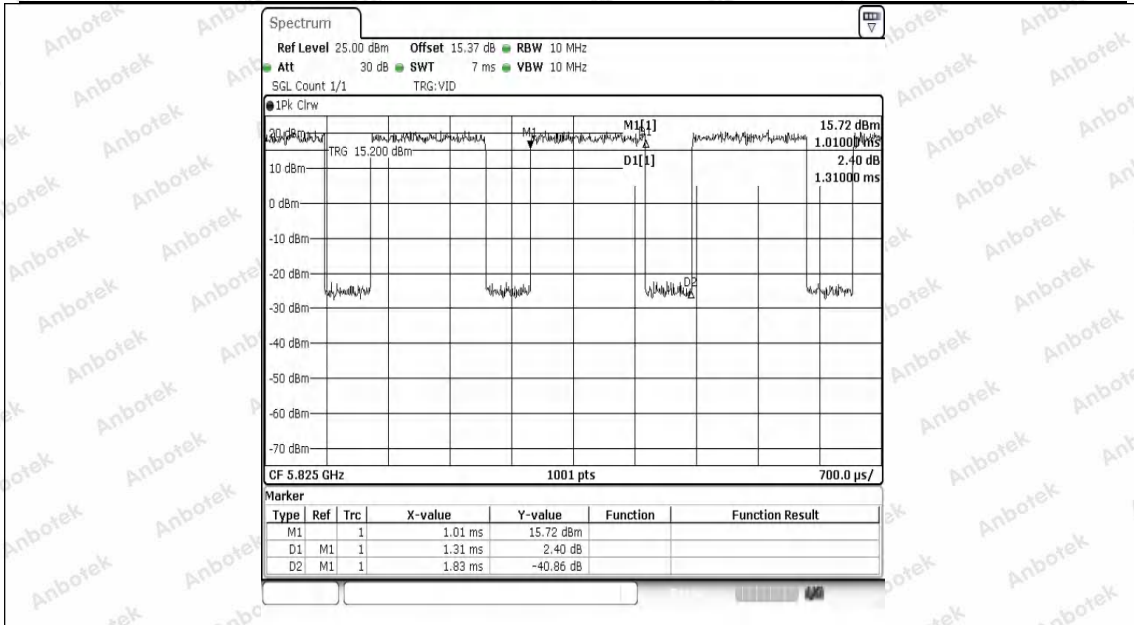 Spectrum
Ref Level 25.00 dBm Offset 15.37 dB RBW 10 MHz
Att 30 dB SWT 7 ms VBW 10 MHz
SGL Count 1/1 TRG:VID
1Pk Clrw
M1[1] 15.72 dBm
20 dBm M1 1.01000 ms
TRG 15.200 dBm
D1[1] 2.40 dB
10 dBm
1.31000 ms
0 dBm
-10 dBm
-20 dBm
D2
-30 dBm
-40 dBm
-50 dBm
-60 dBm
-70 dBm
CF 5.825 GHz 1001 pts 700.0 µs/
Marker
Type Ref Trc X-value Y-value Function Function Result
M1 1 1.01 ms 15.72 dBm
D1 M1 1 1.31 ms 2.40 dB
D2 M1 1 1.83 ms -40.86 dB
Anbotek